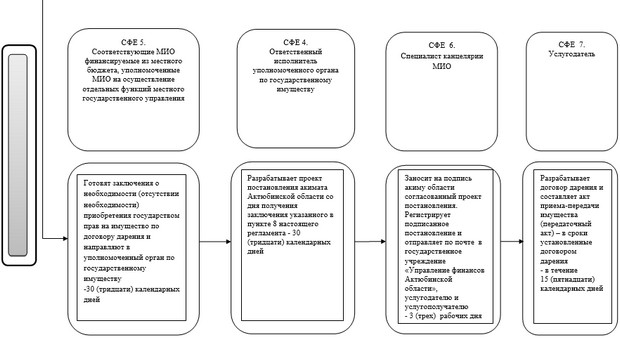 СФЕ 5.
Соответствующие МИО
финансируемые из местного
бюджета, уполномоченные
МИО на осуществление
отдельных функций местного
государственного управления
СФЕ 4.
Ответственный
исполнитель
уполномоченного органа
по государственному
имуществу
СФЕ 6.
Специалист канцелярии
МИО
СФЕ 7.
Услугодатель
Готовят заключения о
необходимости (отсутствии
необходимости)
приобретения государством
прав на имущество по
договору дарения и
направляют в
уполномоченный орган по
государственному
имуществу
-30 (тридцати) календарных
дней
Разрабатывает проект
постановления акимата
Актюбинской области со
дня получения
заключения указанного в
пункте 8 настоящего
регламента - 30
(тридцати) календарных
дней
Заносит на подпись
акиму области
согласованный проект
постановления.
Регистрирует
подписанное
постановление и
отправляет по почте в
государственное
учреждение
«Управление финансов
Актюбинской
области»,
услугодателю и
услугополучателю
- 3 (трех) рабочих дня
Разрабатывает
договор дарения и
составляет акт
приема-передачи
имущества
(передаточный
акт) – в сроки
установленные
договором
дарения
- в течение
15 (пятнадцати)
календарных дней